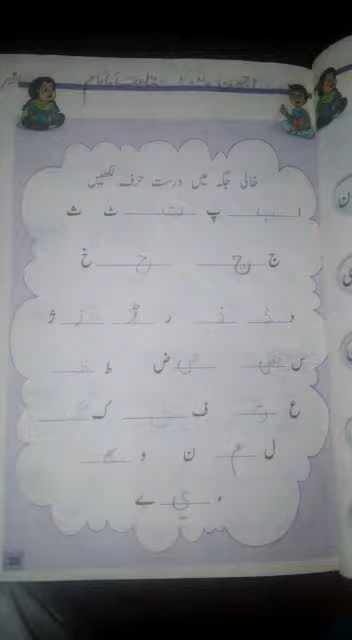 خالی جگہ میں درست حرف لکھیں
ا ب پ ت ٹ ث
ج چ ح خ
د ڈ ذ ر ڑ ز ژ
س ش ص ض ط ظ
ع غ ف ق ک گ
ل م ن و ہ
ء ی ے